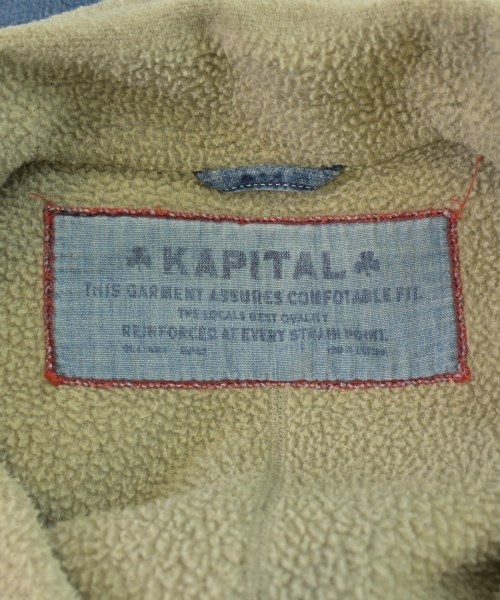 KAPITAL
THIS GARMENT ASSURES COMFOTABLE FIT.
THE LOCALS BEST QUALITY
REINFORCED AT EVERY STRAIN POINT.